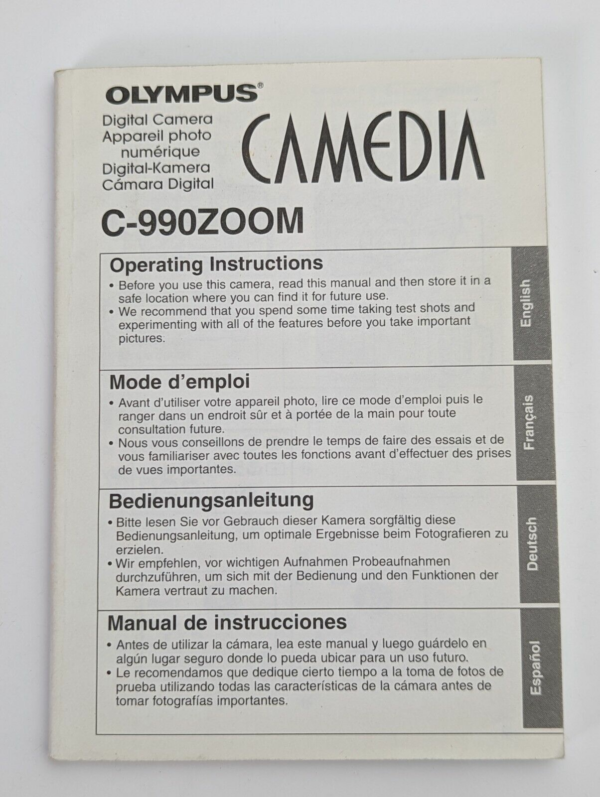 OLYMPUS®
Digital Camera
Appareil photo
numérique
Digital-Kamera
Cámara Digital
CAMEDIA
C-990ZOOM
Operating Instructions
• Before you use this camera, read this manual and then store it in a
safe location where you can find it for future use.
• We recommend that you spend some time taking test shots and
experimenting with all of the features before you take important
pictures.
English
Mode d'emploi
• Avant d'utiliser votre appareil photo, lire ce mode d'emploi puis le
ranger dans un endroit sûr et à portée de la main pour toute
consultation future.
• Nous vous conseillons de prendre le temps de faire des essais et de
vous familiariser avec toutes les fonctions avant d'effectuer des prises
de vues importantes.
Français
Bedienungsanleitung
• Bitte lesen Sie vor Gebrauch dieser Kamera sorgfältig diese
Bedienungsanleitung, um optimale Ergebnisse beim Fotografieren zu
erzielen.
• Wir empfehlen, vor wichtigen Aufnahmen Probeaufnahmen
durchzuführen, um sich mit der Bedienung und den Funktionen der
Kamera vertraut zu machen.
Deutsch
Manual de instrucciones
• Antes de utilizar la cámara, lea este manual y luego guárdelo en
algún lugar seguro donde lo pueda ubicar para un uso futuro.
• Le recomendamos que dedique cierto tiempo a la toma de fotos de
prueba utilizando todas las características de la cámara antes de
tomar fotografías importantes.
Español